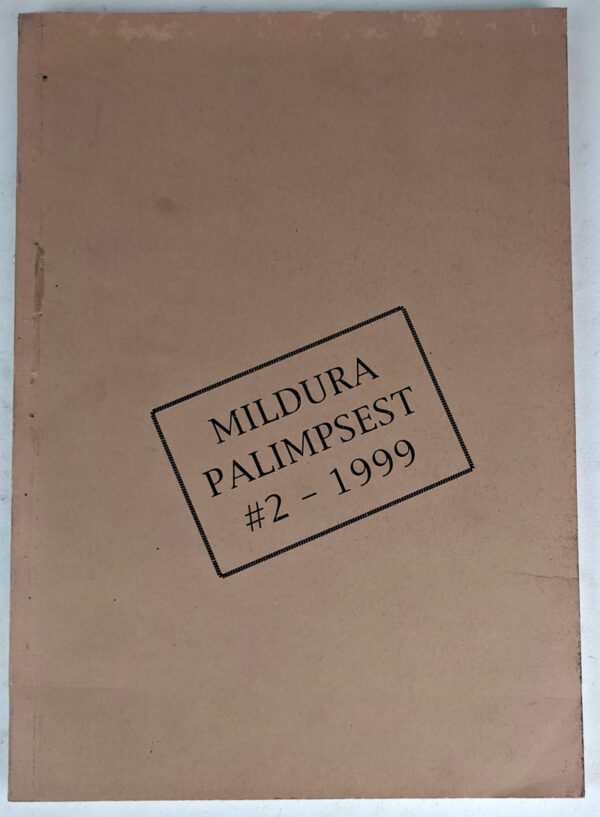 MILDURA
PALIMPSEST
#2 – 1999